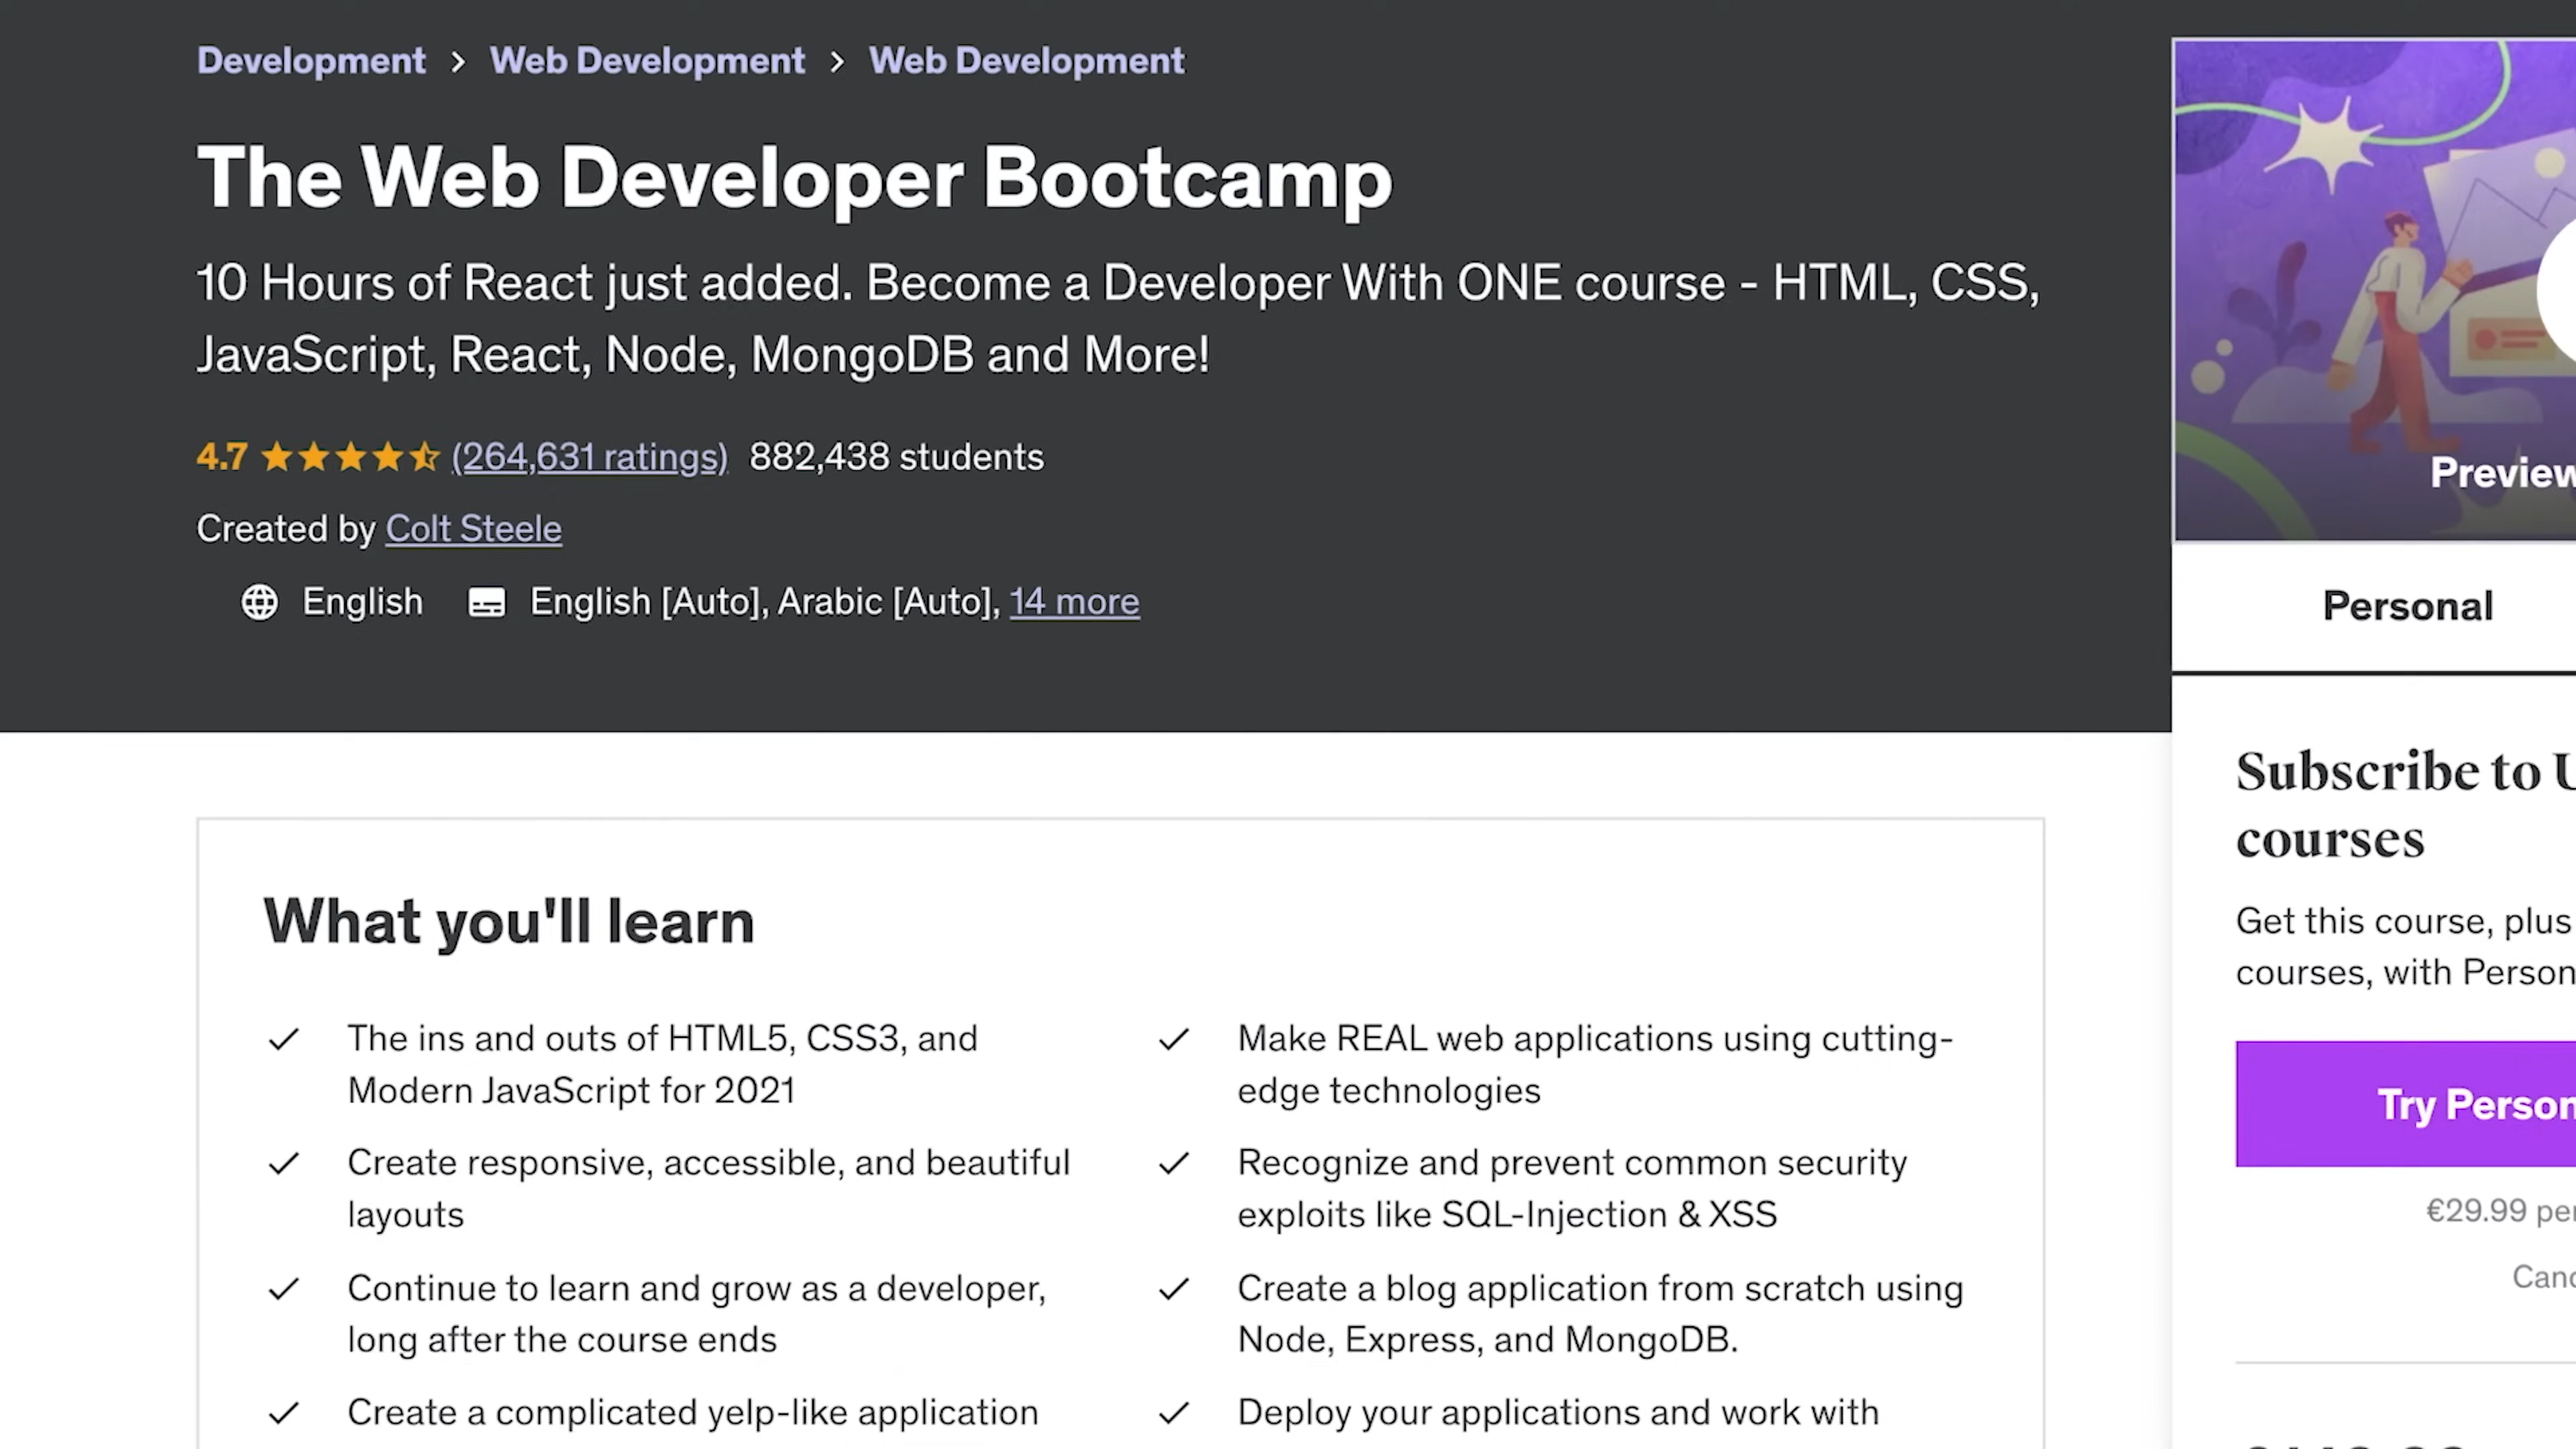 Development > Web Development > Web Development
The Web Developer Bootcamp
10 Hours of React just added. Become a Developer With ONE course - HTML, CSS,
JavaScript, React, Node, MongoDB and More!
4.7 (264,631 ratings) 882,438 students
Created by Colt Steele
English English [Auto], Arabic [Auto], 14 more
What you'll learn
The ins and outs of HTML5, CSS3, and
Modern JavaScript for 2021
Create responsive, accessible, and beautiful
layouts
Continue to learn and grow as a developer,
long after the course ends
Create a complicated yelp-like application
Make REAL web applications using cutting-
edge technologies
Recognize and prevent common security
exploits like SQL-Injection & XSS
Create a blog application from scratch using
Node, Express, and MongoDB.
Deploy your applications and work with
Preview
Personal
Subscribe to U
courses
Get this course, plus
courses, with Person
Try Person
€29.99 per
Canc